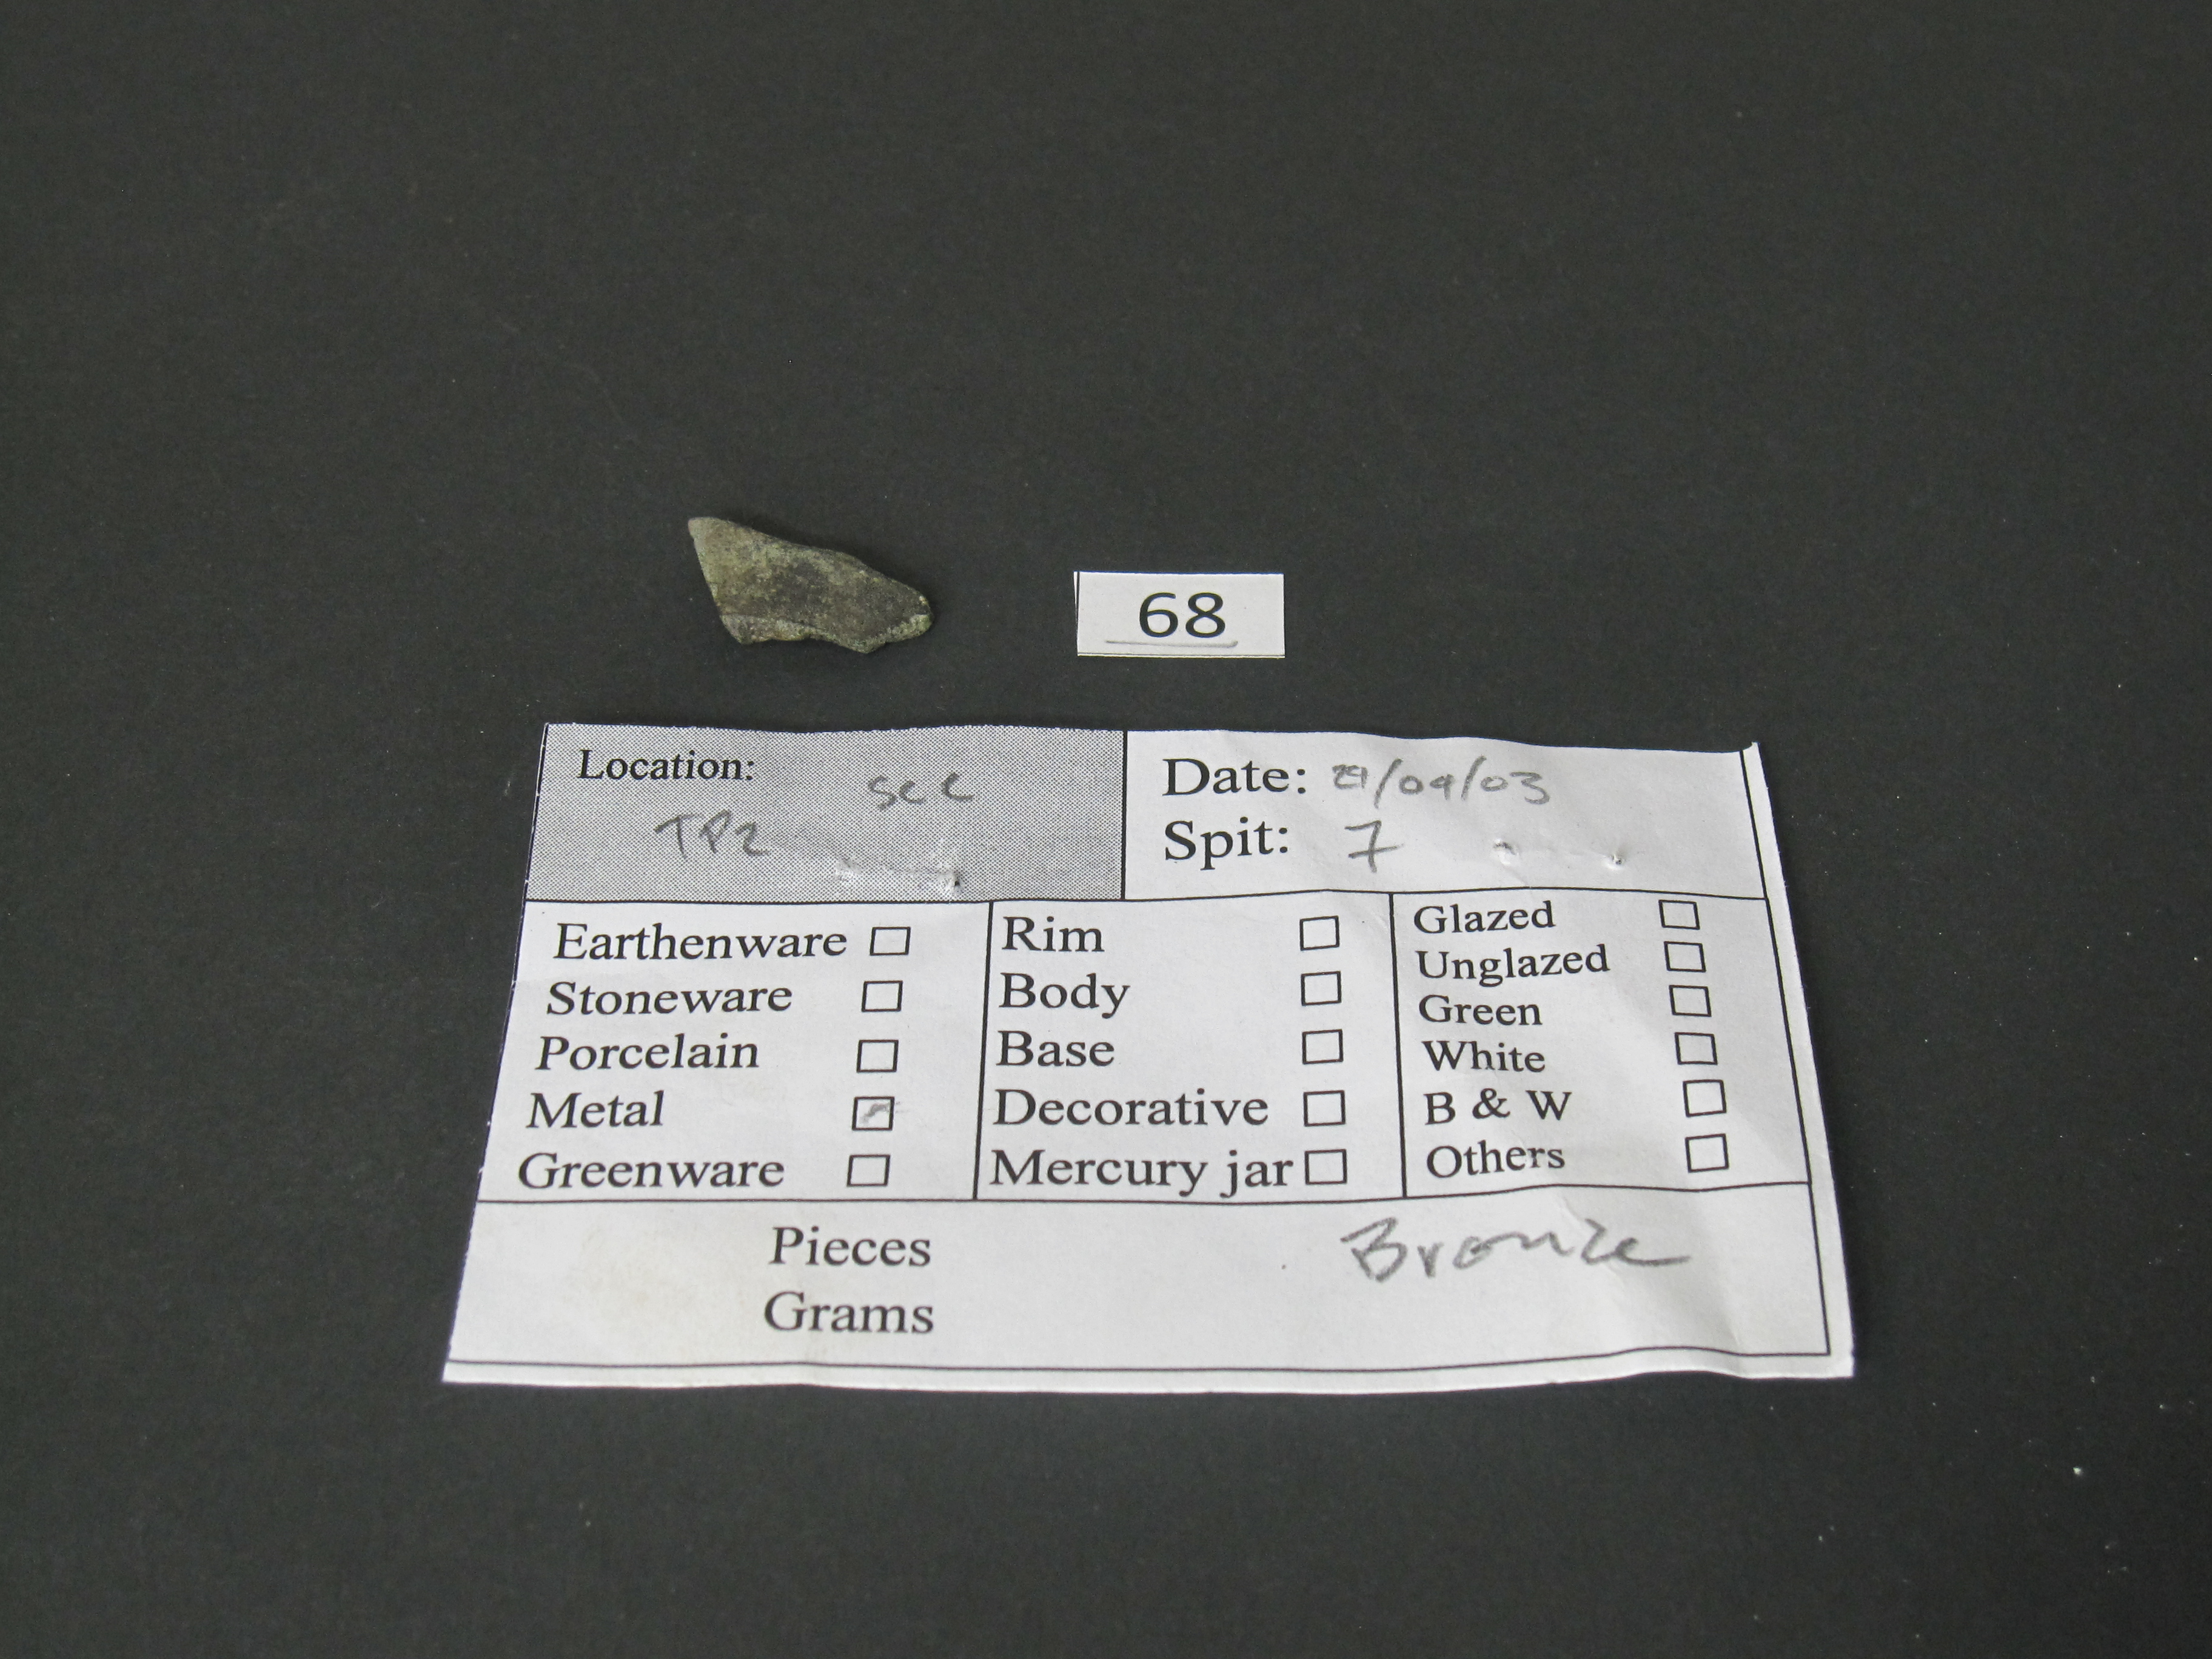 68
Location:
SCC
TP2
Date: /09/03
Spit: 7
Earthenware
Stoneware
Porcelain
Metal
Greenware
Rim
Body
Base
Decorative
Mercury jar
Glazed
Unglazed
Green
White
B & W
Others
Pieces
Grams
Bronze